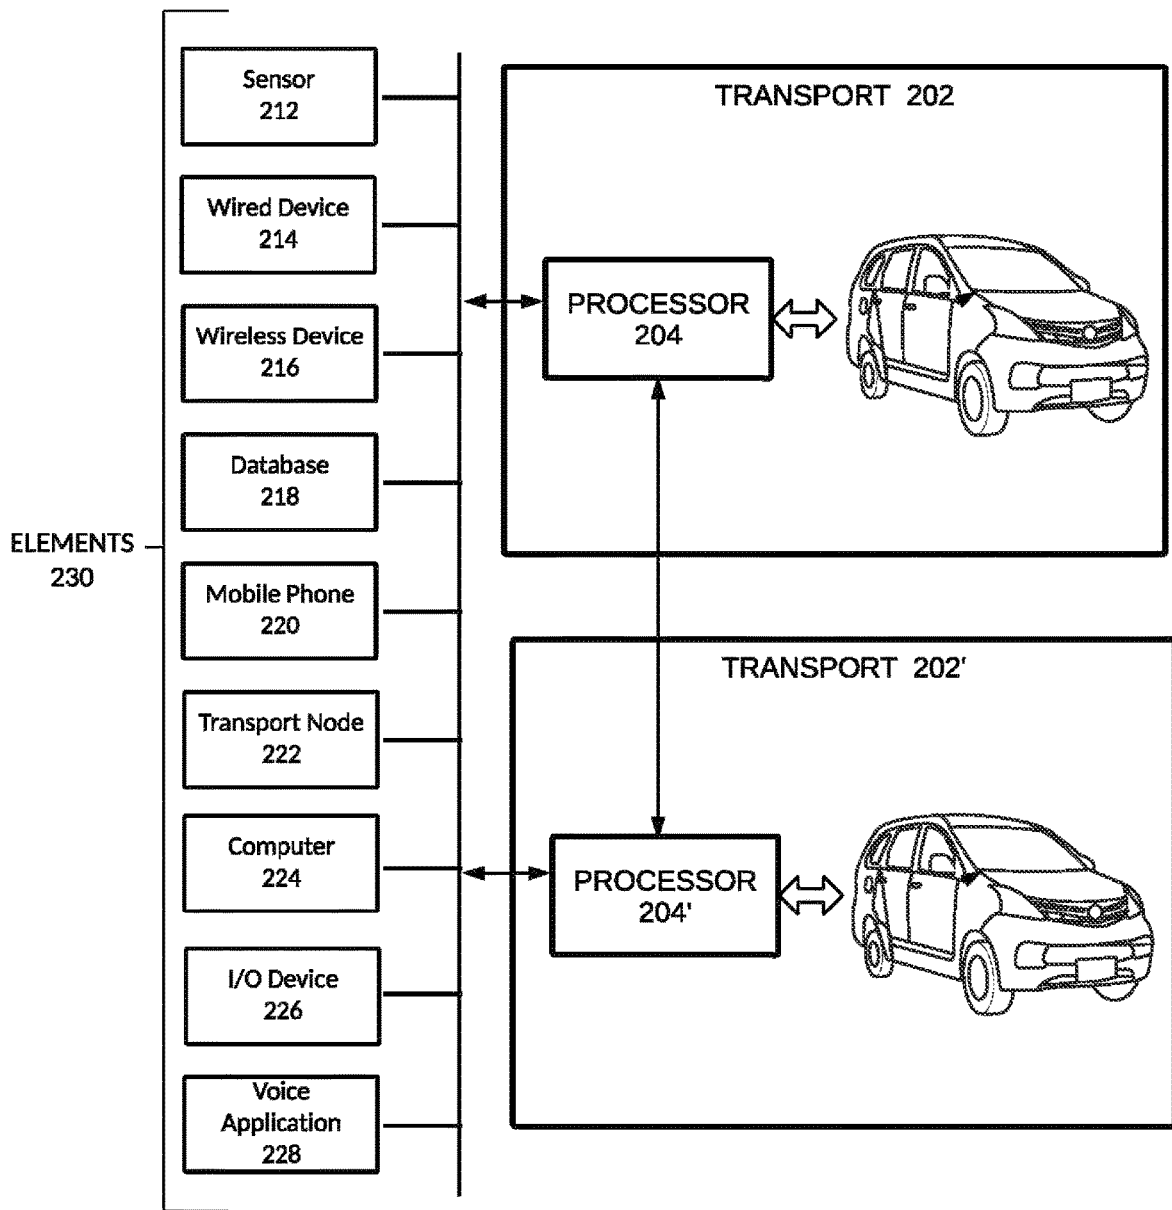 ELEMENTS
230
Sensor
212
Wired Device
214
Wireless Device
216
Database
218
Mobile Phone
220
Transport Node
222
Computer
224
I/O Device
226
Voice
Application
228
TRANSPORT 202
PROCESSOR
204
TRANSPORT 202′
PROCESSOR
204'